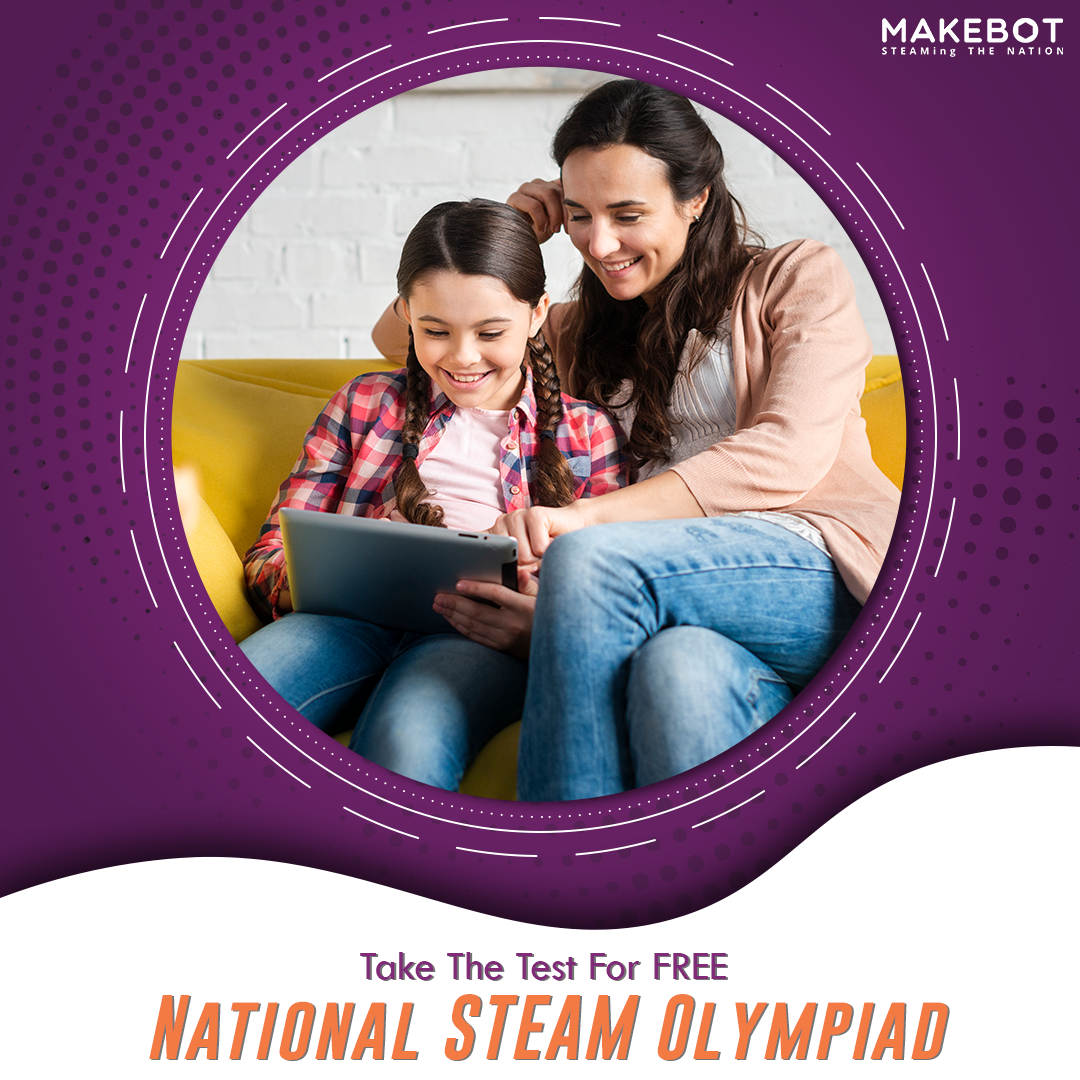 MAKEBOT
STEAMing THE NATION
Take The Test For FREE
National STEAM Olympiad